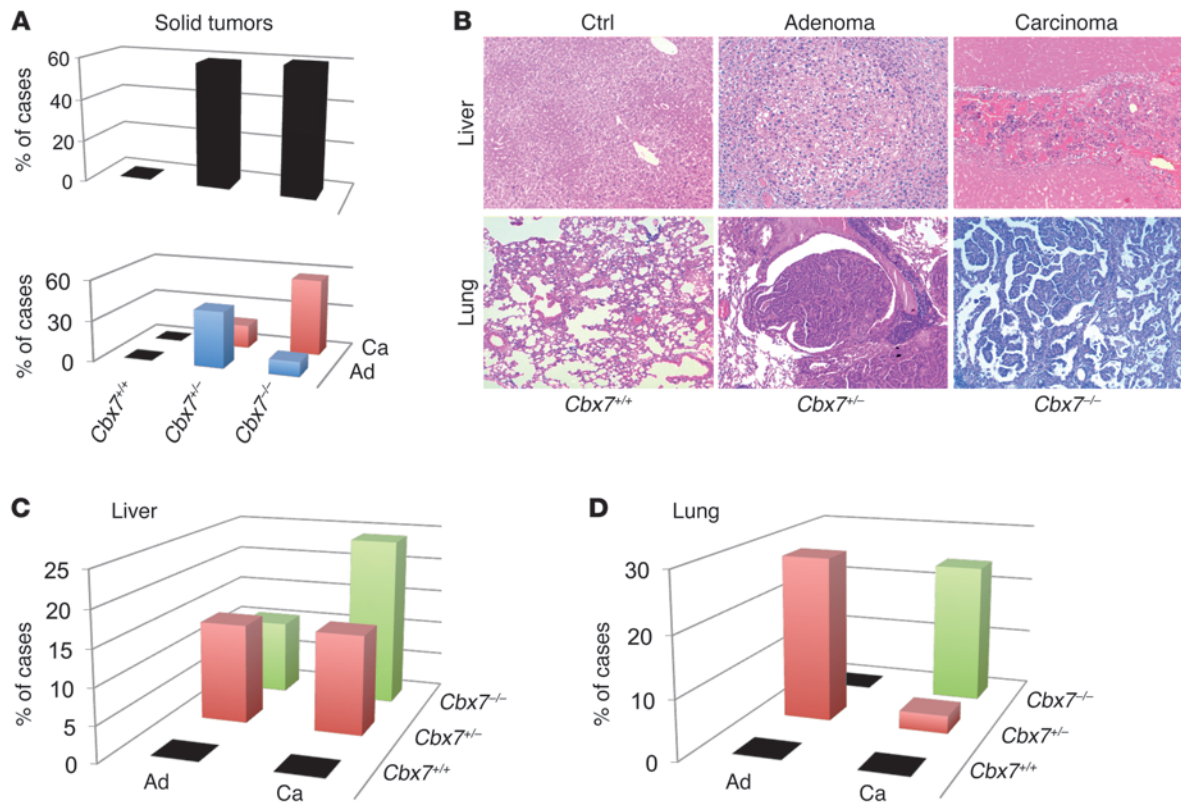 A
Solid tumors
% of cases
60
40
20
0
% of cases
60
30
0
Ca
Ad
Cbx7+/+
Cbx7+/–
Cbx7–/–
B
Ctrl
Adenoma
Carcinoma
Liver
Lung
Cbx7+/+
Cbx7+/–
Cbx7–/–
C
Liver
% of cases
25
20
15
10
5
0
Ad
Ca
Cbx7–/–
Cbx7+/–
Cbx7+/+
D
Lung
% of cases
30
20
10
0
Ad
Ca
Cbx7–/–
Cbx7+/–
Cbx7+/+